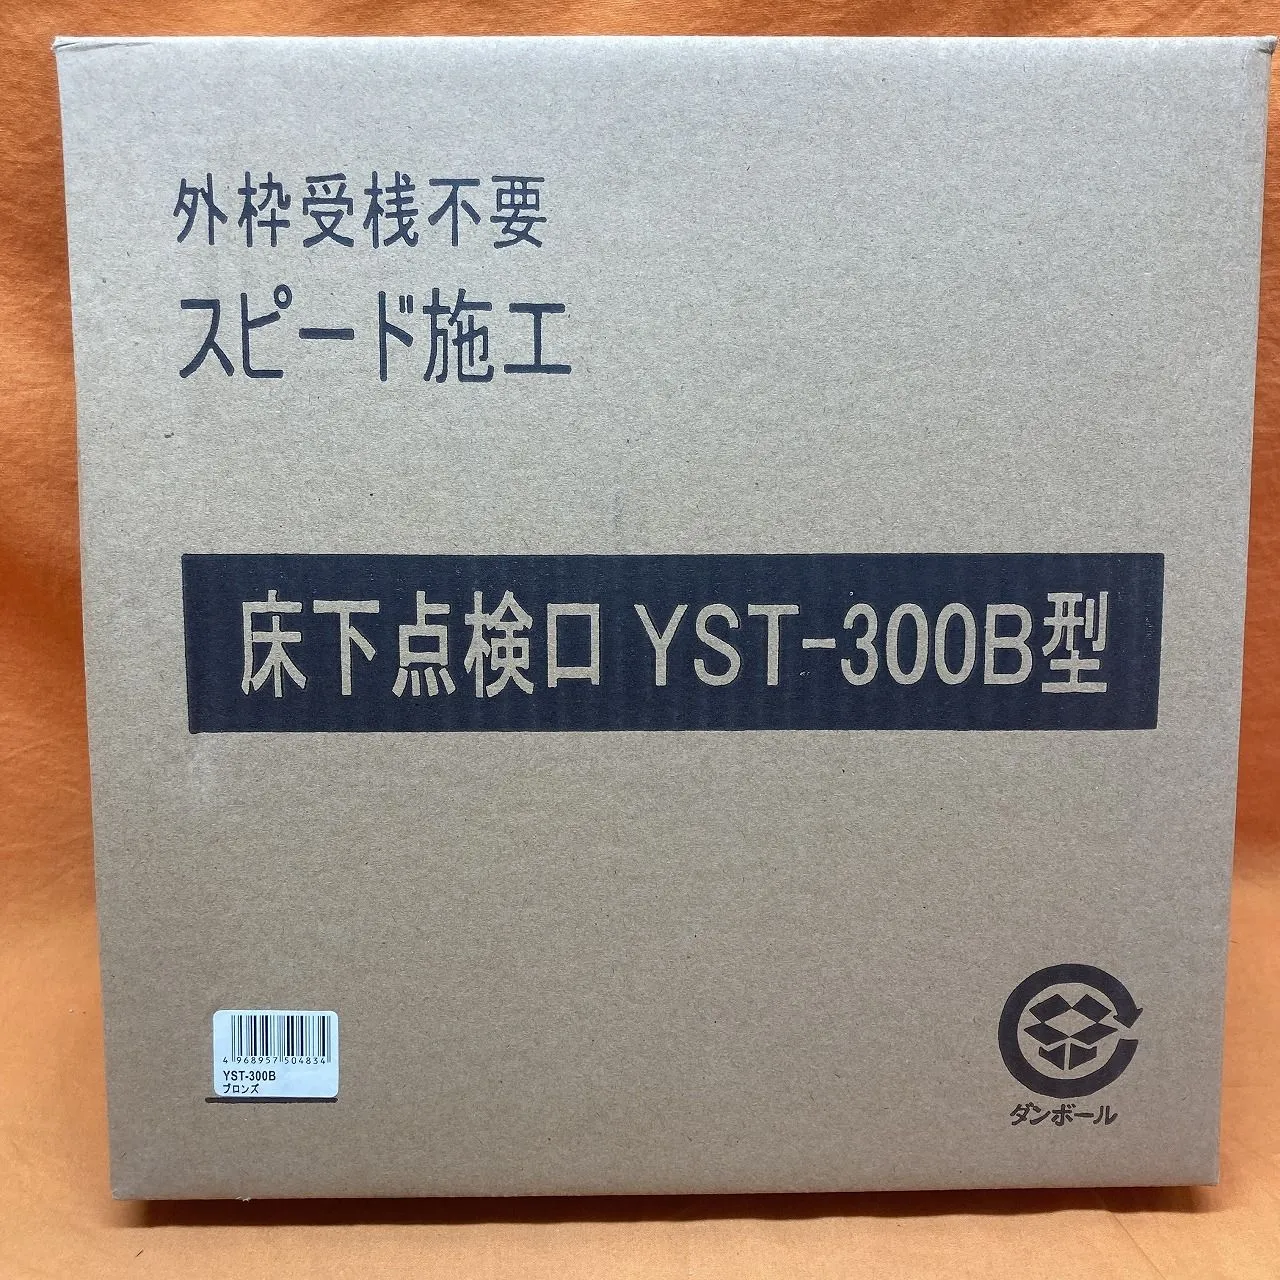 外枠受桟不要
スピード施工
床下点検口 YST-300B型
4 968957 504834
YST-300B
ブロンズ
ダンボール